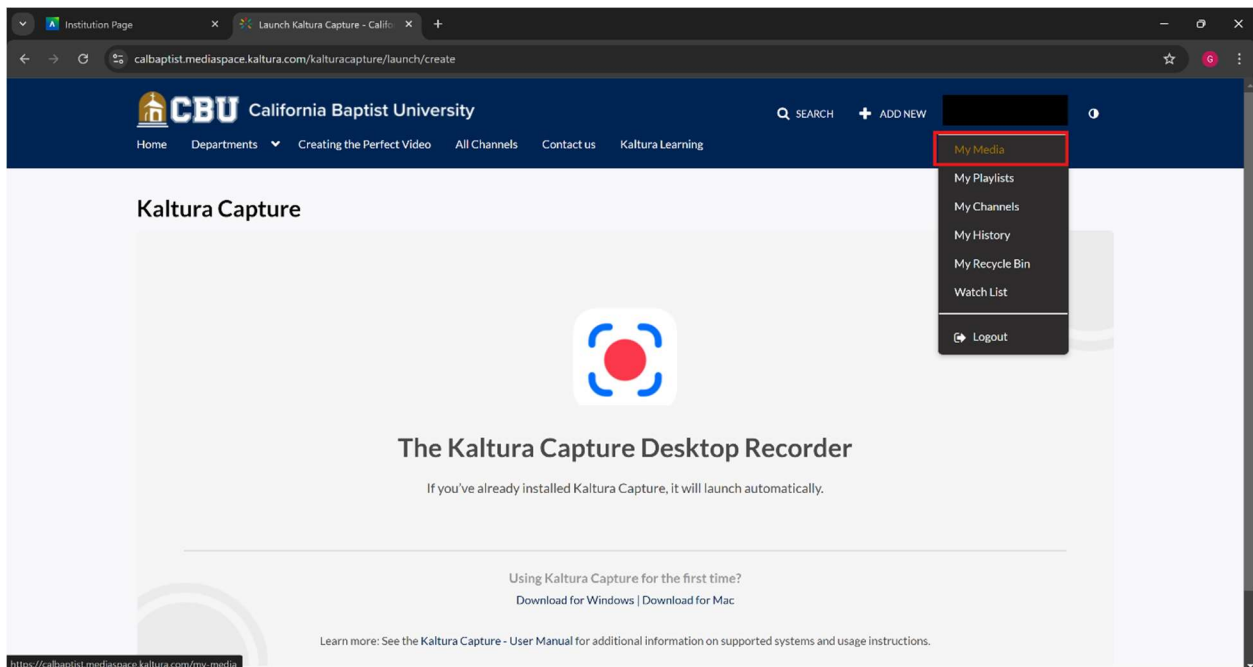 Institution Page
Launch Kaltura Capture - Califo
calbaptist.mediaspace.kaltura.com/kalturacapture/launch/create
G
CBU California Baptist University
SEARCH
ADD NEW
Home Departments Creating the Perfect Video All Channels Contact us Kaltura Learning
My Media
My Playlists
My Channels
My History
My Recycle Bin
Watch List
Logout
Kaltura Capture
The Kaltura Capture Desktop Recorder
If you've already installed Kaltura Capture, it will launch automatically.
Using Kaltura Capture for the first time?
Download for Windows | Download for Mac
Learn more: See the Kaltura Capture - User Manual for additional information on supported systems and usage instructions.
https://calbaptist.mediaspace.kaltura.com/my-media